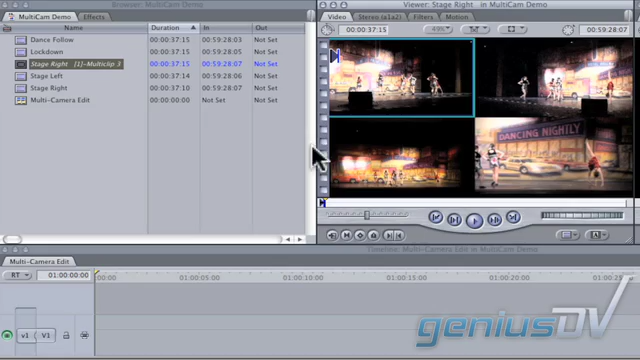 Browser: MultiCam Demo
Viewer: Stage Right in MultiCam Demo
MultiCam Demo Effects
Video Stereo (a1a2) Filters Motion
Name Duration In Out
00:00:37:15 49% 00:59:28:07
Dance Follow 00:00:37:15 00:59:28:03 Not Set
Lockdown 00:00:37:15 00:59:28:05 Not Set
Stage Right [1]-Multiclip 3 00:00:37:15 00:59:28:07 Not Set
Stage Left 00:00:37:14 00:59:28:06 Not Set
Stage Right 00:00:37:10 00:59:28:07 Not Set
Multi-Camera Edit 00:00:00:00 Not Set Not Set
DANCING NIGHTLY
Timeline: Multi-Camera Edit in MultiCam Demo
Multi-Camera Edit
RT 01:00:00:00 00:00 01:00:05:00 01:00:10:00 01:00:15:00 01:00:20:00 01:00:25:0
v1 V1
geniusDV